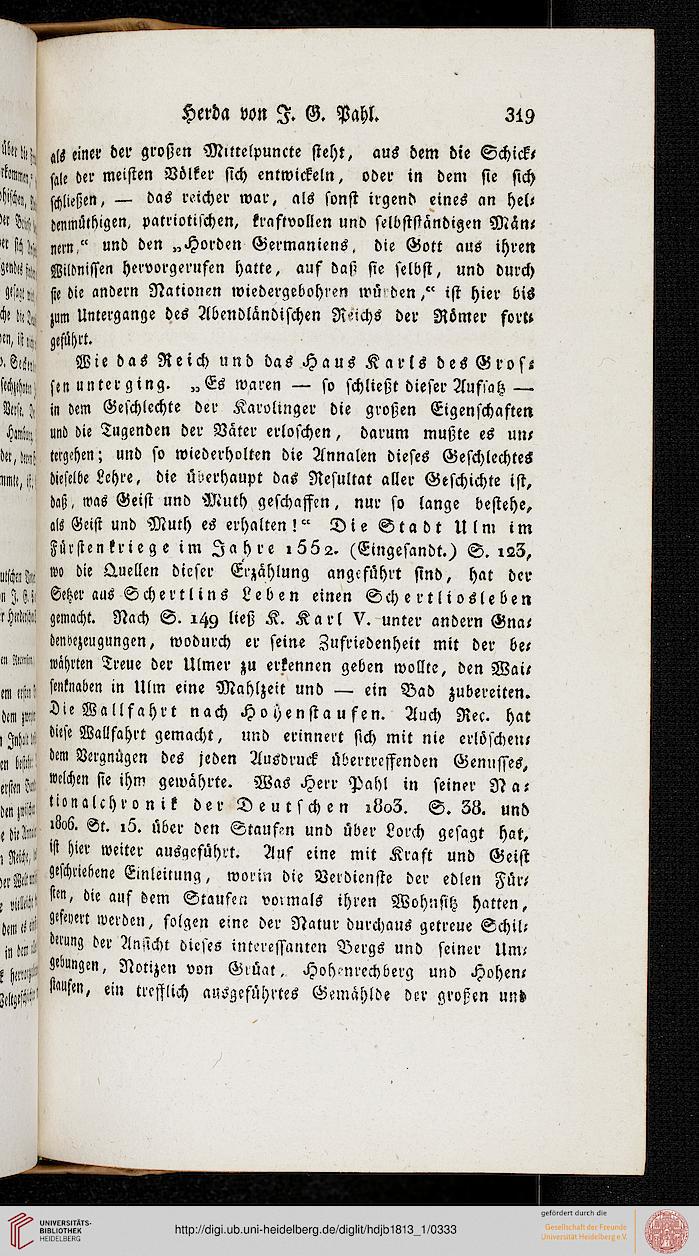 Herda von J. G. Pahl. 319
als einer der großen Mittelpuncte steht, aus dem die Schick-
sale der meisten Völker sich entwickeln, oder in dem sie sich
schließen, — das reicher war, als sonst irgend eines an hel-
denmüthigen, patriotischen, kraftvollen und selbstständigen Män-
nern,“ und den „Horden Germaniens, die Gott aus ihren
Wildnissen hervorgerufen hatte, auf daß sie selbst, und durch
sie die andern Nationen wiedergebohren würden,“ ist hier bis
zum Untergange des Abendländischen Reichs der Römer fort-
geführt.
Wie das Reich und das Haus Karls des Gros-
sen unterging. „Es waren — so schließt dieser Aufsatz —
in dem Geschlechte der Karolinger die großen Eigenschaften
und die Tugenden der Väter erloschen, darum mußte es un-
tergehen; und so wiederholten die Annalen dieses Geschlechtes
dieselbe Lehre, die überhaupt das Resultat aller Geschichte ist,
daß, was Geist und Muth geschaffen, nur so lange bestehe,
als Geist und Muth es erhalten!“ Die Stadt Ulm im
Fürstenkriege im Jahre 1552. (Eingesandt.) S. 123,
wo die Quellen dieser Erzählung angeführt sind, hat der
Setzer aus Schertlins Leben einen Schertliosleben
gemacht. Nach S. 149 ließ K. Karl V. unter andern Gna-
denbezeugungen, wodurch er seine Zufriedenheit mit der be-
währten Treue der Ulmer zu erkennen geben wollte, den Wai-
senknaben in Ulm eine Mahlzeit und — ein Bad zubereiten.
Die Wallfahrt nach Hohenstaufen. Auch Rec. hat
diese Wallfahrt gemacht, und erinnert sich mit nie erlöschen-
dem Vergnügen des jeden Ausdruck übertreffenden Genusses,
welchen sie ihm gewährte. Was Herr Pahl in seiner Na-
tionalchronik der Deutschen 1803. S. 38. und
1806. St. 15. über den Staufen und über Lorch gesagt hat,
ist hier weiter ausgeführt. Auf eine mit Kraft und Geist
geschriebene Einleitung, worin die Verdienste der edlen Für-
sten, die auf dem Staufen vormals ihren Wohnsitz hatten,
gefeyert werden, folgen eine der Natur durchaus getreue Schil-
derung der Ansicht dieses interessanten Bergs und seiner Um-
gebungen, Notizen von Grüat, Hohenrechberg und Hohen-
staufen, ein trefflich ausgeführtes Gemählde der großen und
UNIVERSITÄTS-
BIBLIOTHEK
HEIDELBERG
http://digi.ub.uni-heidelberg.de/diglit/hdjb1813_1/0333
gefördert durch die
Gesellschaft der Freunde
Universität Heidelberg e.V.